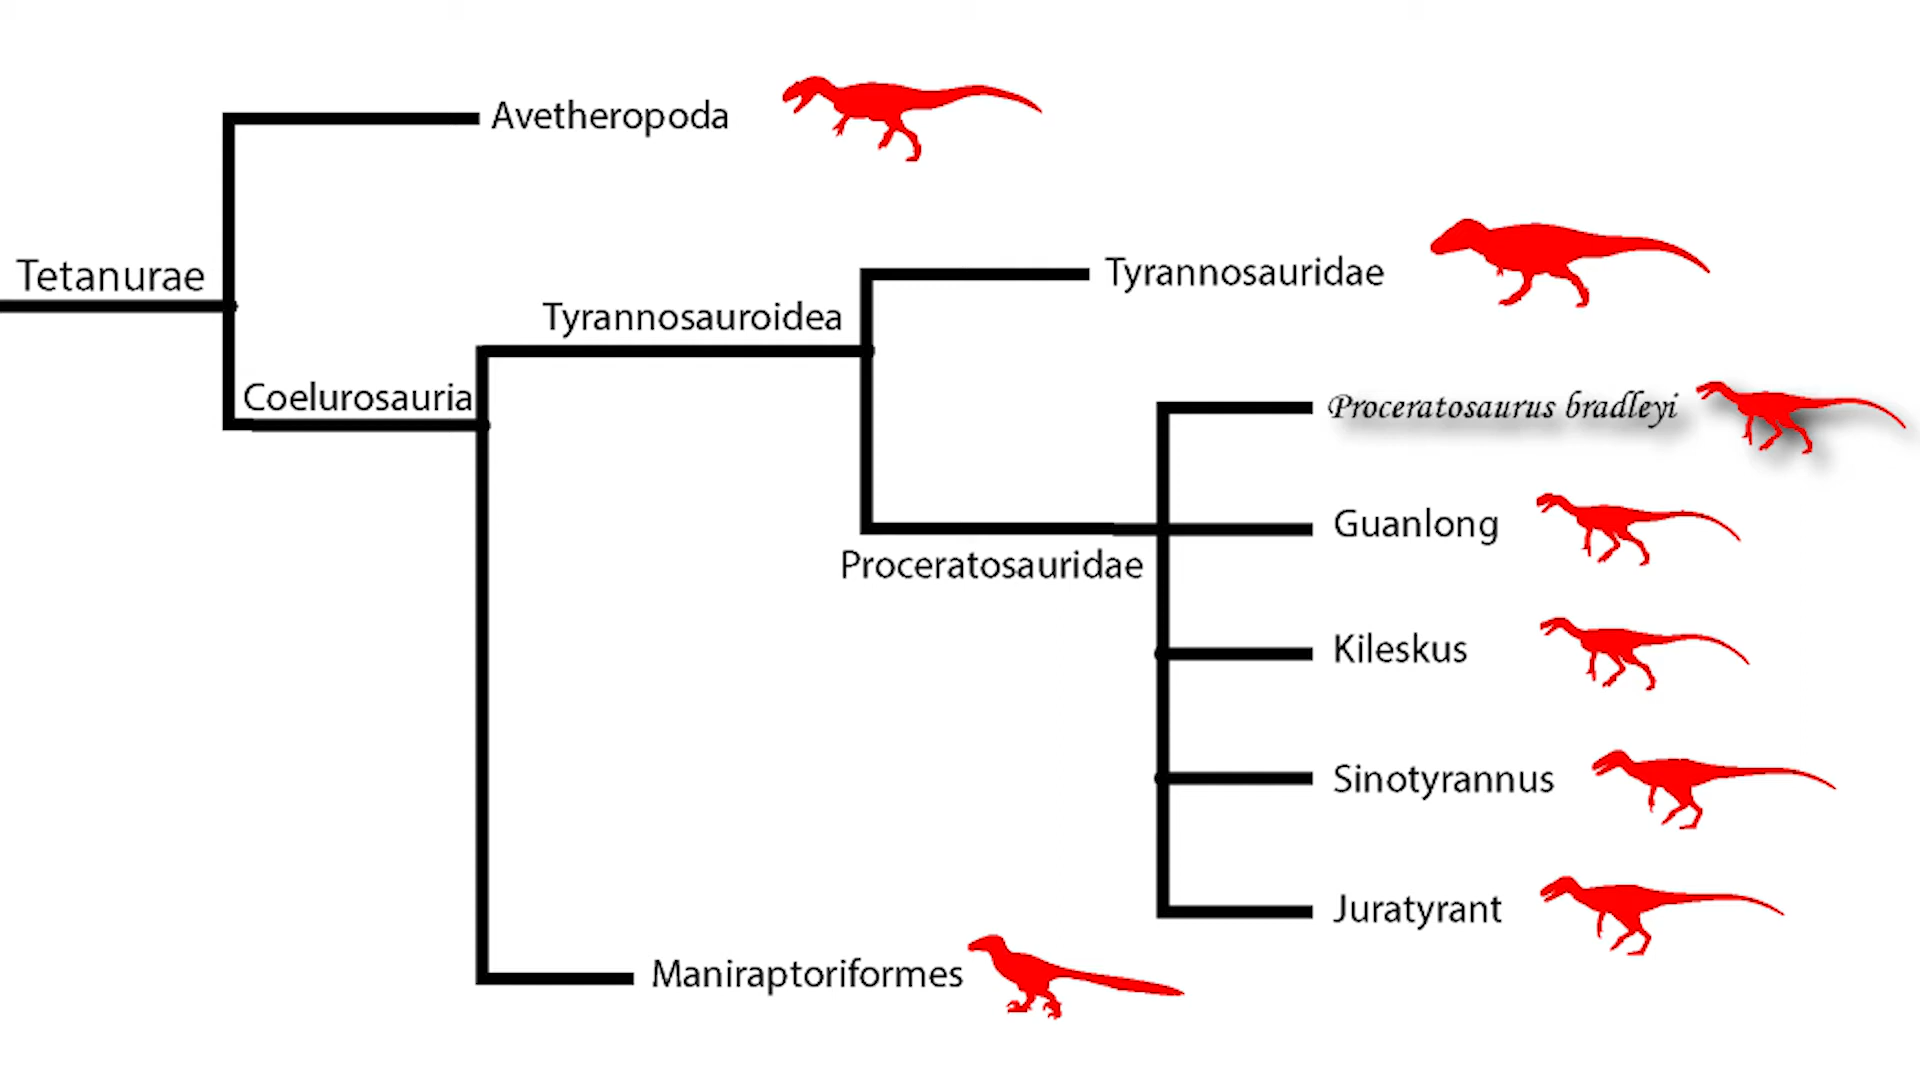 Avetheropoda
Tetanurae
Tyrannosauridae
Tyrannosauroidea
Coelurosauria
Proceratosaurus bradleyi
Guanlong
Proceratosauridae
Kileskus
Sinotyrannus
Juratyrant
Maniraptoriformes